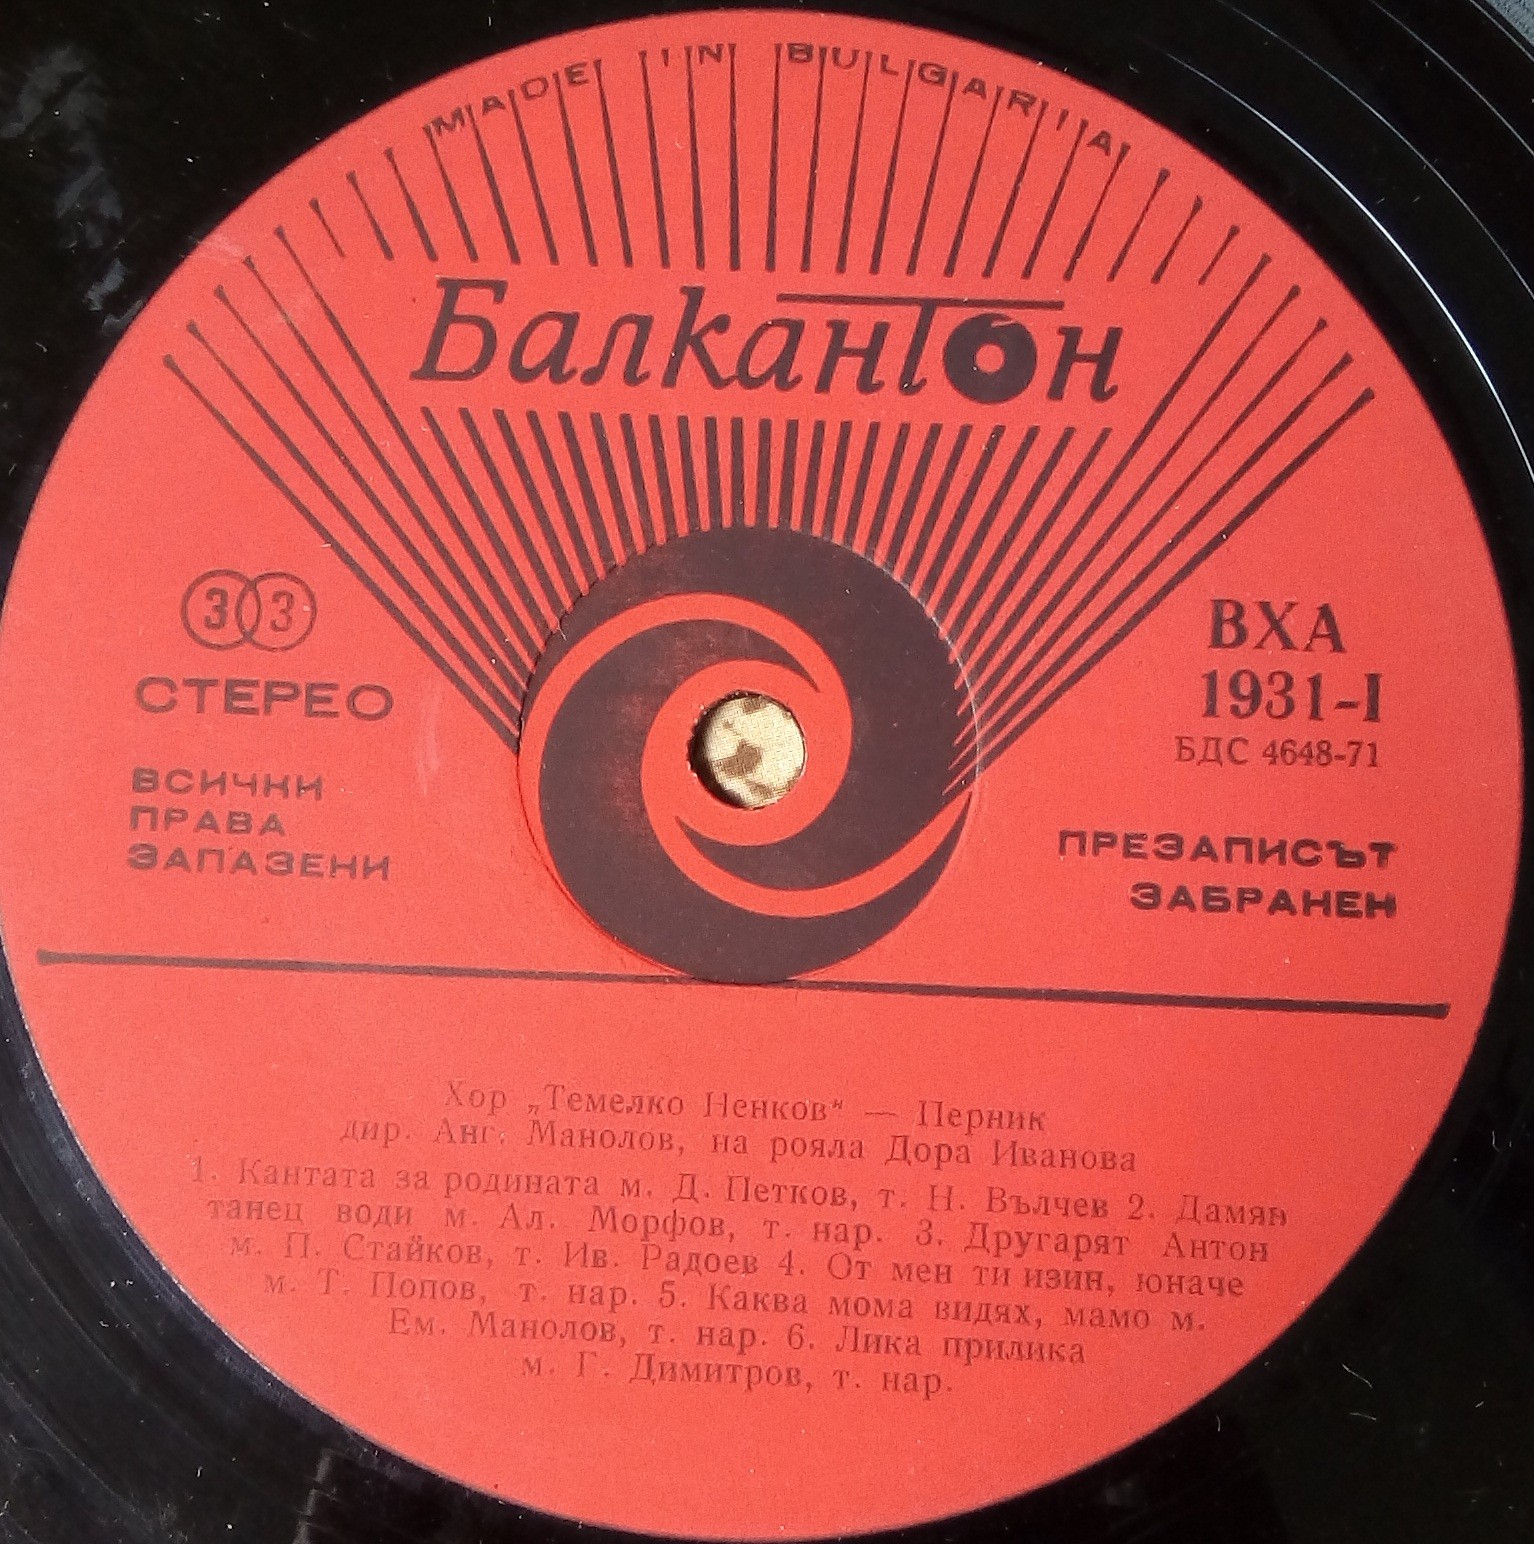 MADE IN BULGARIA
Балкантон
33
СТЕРЕО
ВСИЧКИ
ПРАВА
ЗАПАЗЕНИ
ВХА
1931-I
БДС 4648-71
ПРЕЗАПИСЪТ
ЗАБРАНЕН
Хор „Темелко Ненков“ — Перник
дир. Анг. Манолов, на рояла Дора Иванова
1. Кантата за родината м. Д. Петков, т. Н. Вълчев 2. Дамян
танец води м. Ал. Морфов, т. нар. 3. Другарят Антон
м. П. Стайков, т. Ив. Радоев 4. От мен ти изин, юначе
м. Т. Попов, т. нар. 5. Каква мома видях, мамо м.
Ем. Манолов, т. нар. 6. Лика прилика
м. Г. Димитров, т. нар.